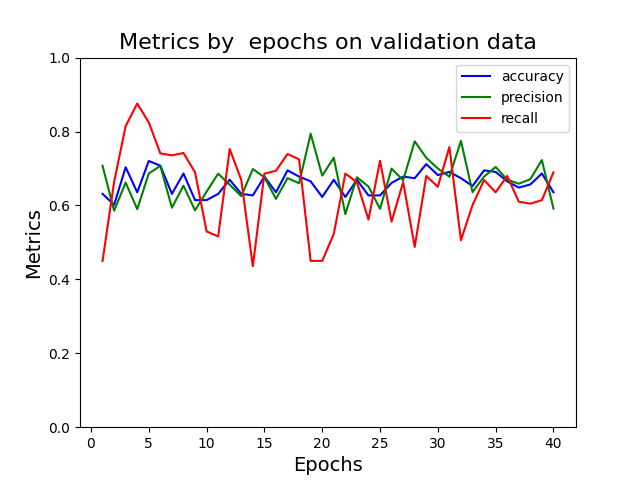 Metrics by  epochs on validation data
1.0
0.8
0.6
0.4
0.2
0.0
Metrics
accuracy
precision
recall
0 5 10 15 20 25 30 35 40
Epochs